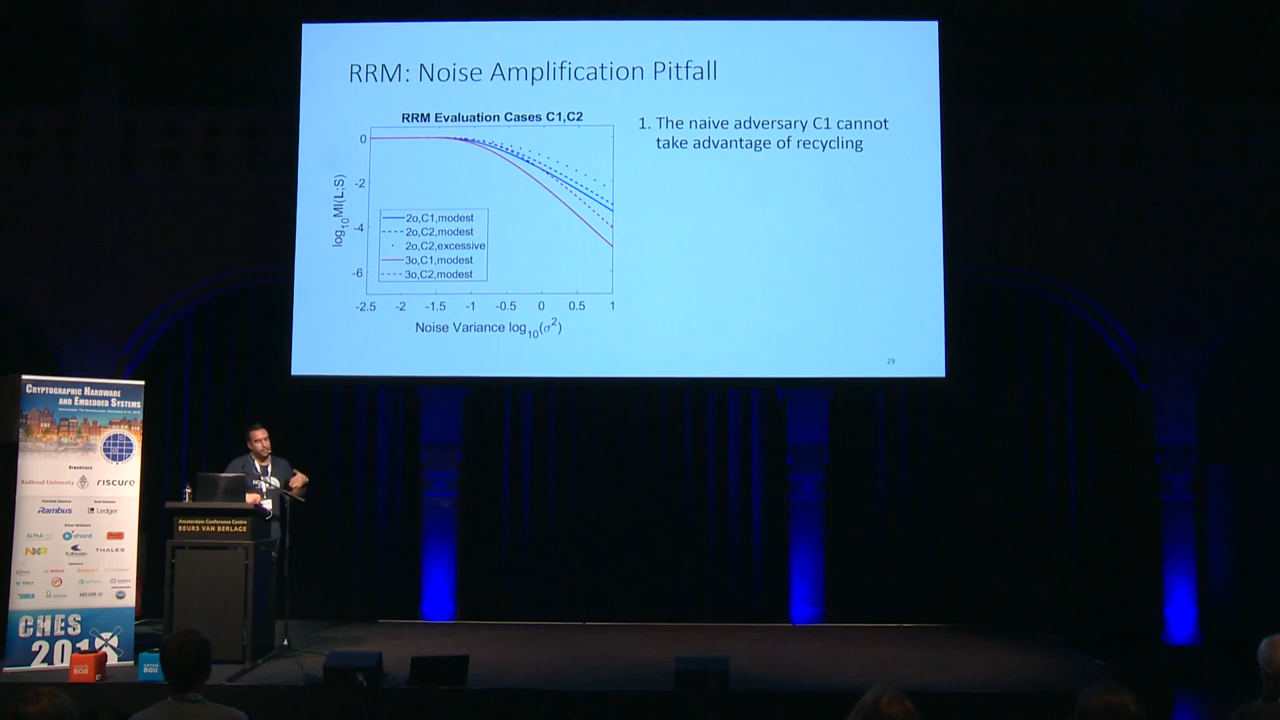 RRM: Noise Amplification Pitfall
RRM Evaluation Cases C1,C2
0
-2
-4
-6
log10MI(L;S)
2o,C1,modest
2o,C2,modest
2o,C2,excessive
3o,C1,modest
3o,C2,modest
-2.5 -2 -1.5 -1 -0.5 0 0.5 1
Noise Variance log10(σ2)
1. The naive adversary C1 cannot
take advantage of recycling
29
CRYPTOGRAPHIC HARDWARE
AND EMBEDDED SYSTEMS
Organizers
Radboud University
riscure
Rambus
Ledger
shard
NXP
THALES
CHES
2018
Amsterdam Conference Centre
BEURS VAN BERLAGE